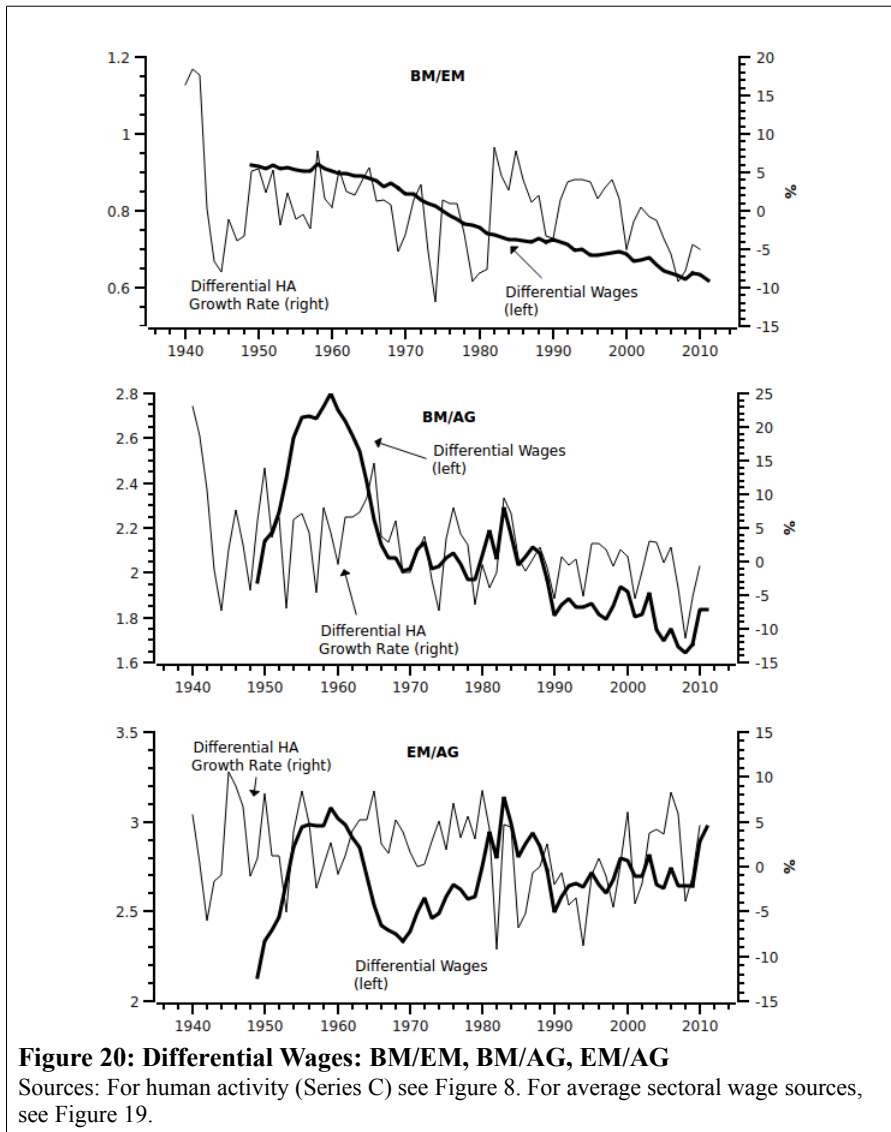 BM/EM
1.2
1
0.8
0.6
20
15
10
5
0
-5
-10
-15
%
Differential HA
Growth Rate (right)
Differential Wages
(left)
1940 1950 1960 1970 1980 1990 2000 2010
BM/AG
2.8
2.6
2.4
2.2
2
1.8
1.6
25
20
15
10
5
0
-5
-10
-15
%
Differential Wages
(left)
Differential HA
Growth Rate (right)
1940 1950 1960 1970 1980 1990 2000 2010
EM/AG
3.5
3
2.5
2
15
10
5
0
-5
-10
-15
%
Differential HA
Growth Rate (right)
Differential Wages
(left)
1940 1950 1960 1970 1980 1990 2000 2010
Figure 20: Differential Wages: BM/EM, BM/AG, EM/AG
Sources: For human activity (Series C) see Figure 8. For average sectoral wage sources,
see Figure 19.